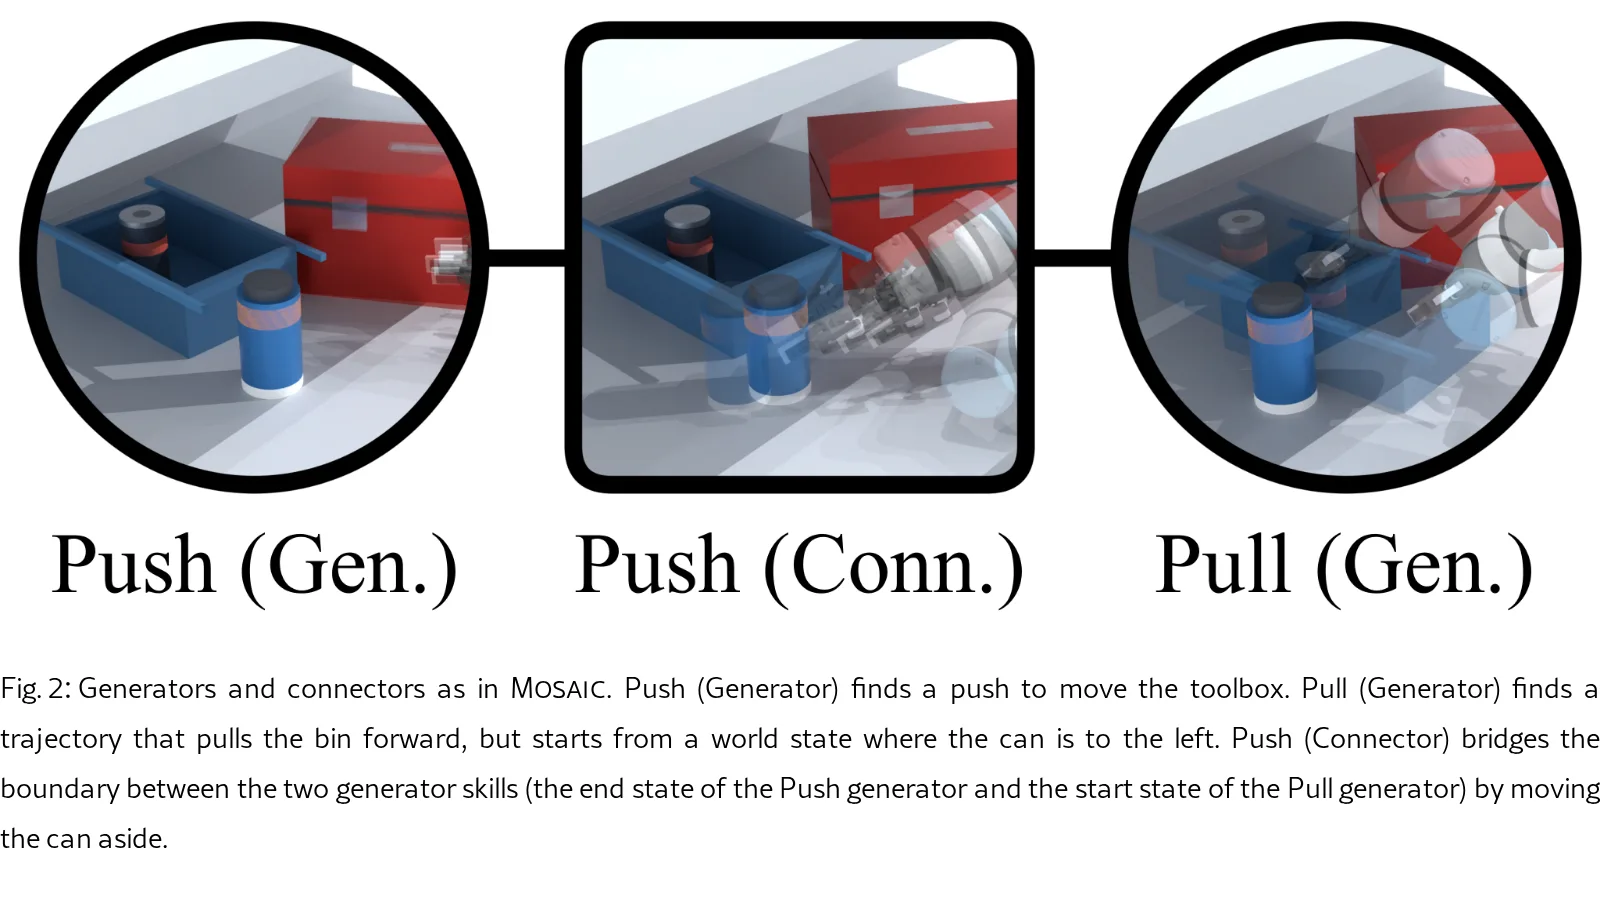 Push (Gen.) Push (Conn.) Pull (Gen.)
Fig. 2: Generators and connectors as in MOSAIC. Push (Generator) finds a push to move the toolbox. Pull (Generator) finds a
trajectory that pulls the bin forward, but starts from a world state where the can is to the left. Push (Connector) bridges the
boundary between the two generator skills (the end state of the Push generator and the start state of the Pull generator) by moving
the can aside.